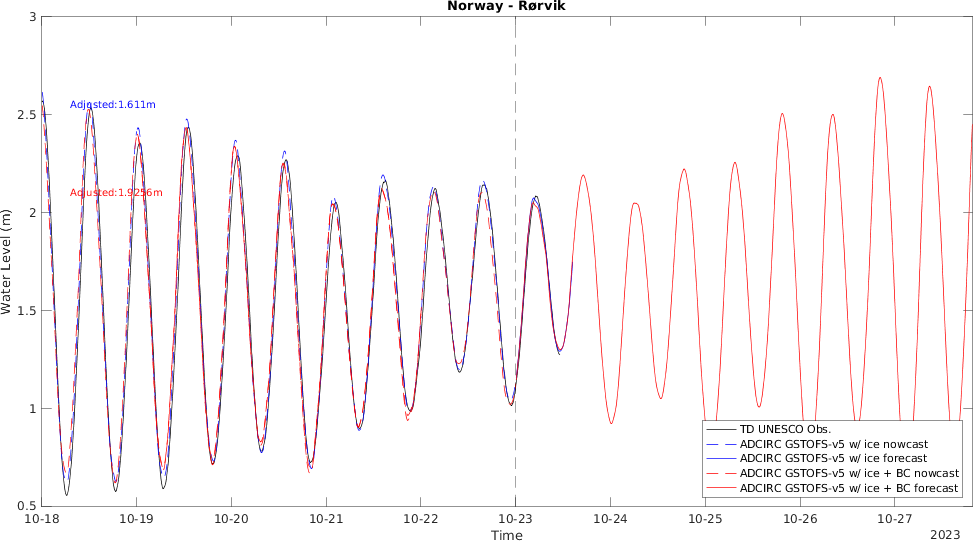 Norway - Rørvik
3
2.5
2
1.5
1
0.5
Water Level (m)
Adjusted:1.611m
Adjusted:1.9256m
TD UNESCO Obs.
ADCIRC GSTOFS-v5 w/ ice nowcast
ADCIRC GSTOFS-v5 w/ ice forecast
ADCIRC GSTOFS-v5 w/ ice + BC nowcast
ADCIRC GSTOFS-v5 w/ ice + BC forecast
10-18 10-19 10-20 10-21 10-22 10-23 10-24 10-25 10-26 10-27
Time
2023